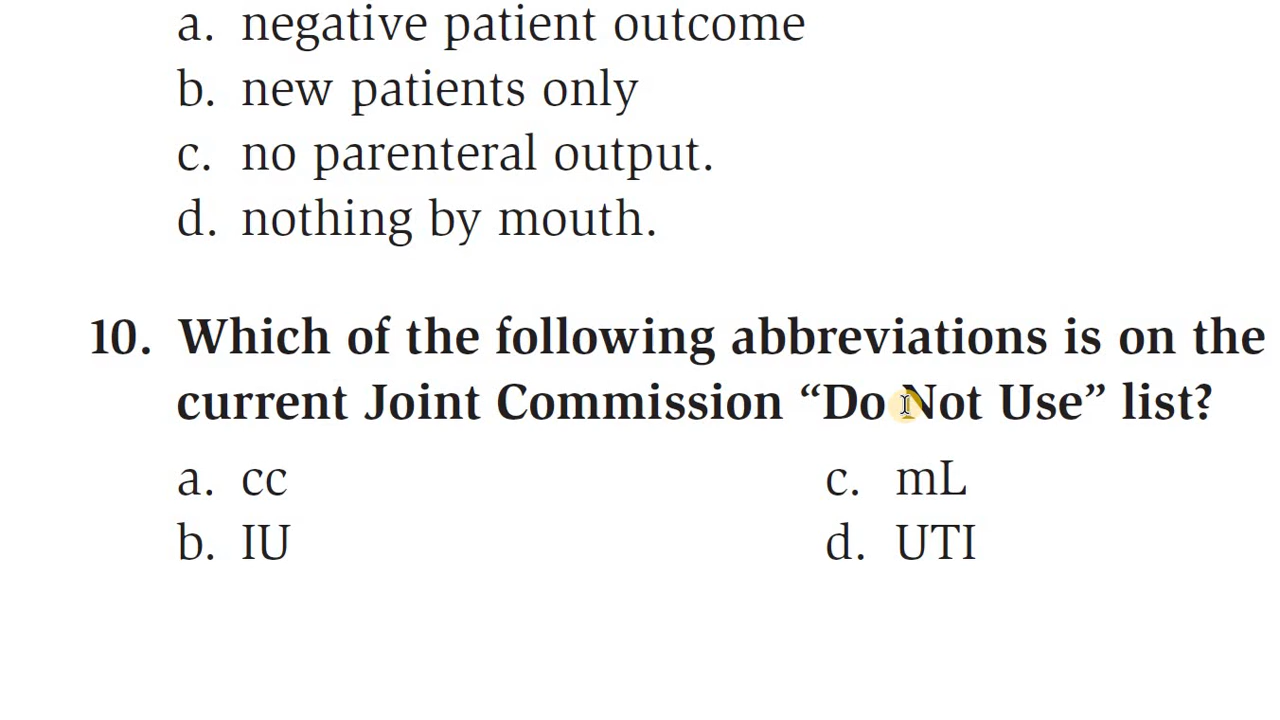 a. negative patient outcome
b. new patients only
c. no parenteral output.
d. nothing by mouth.
10. Which of the following abbreviations is on the
current Joint Commission “Do Not Use” list?
a. cc
b. IU
c. mL
d. UTI